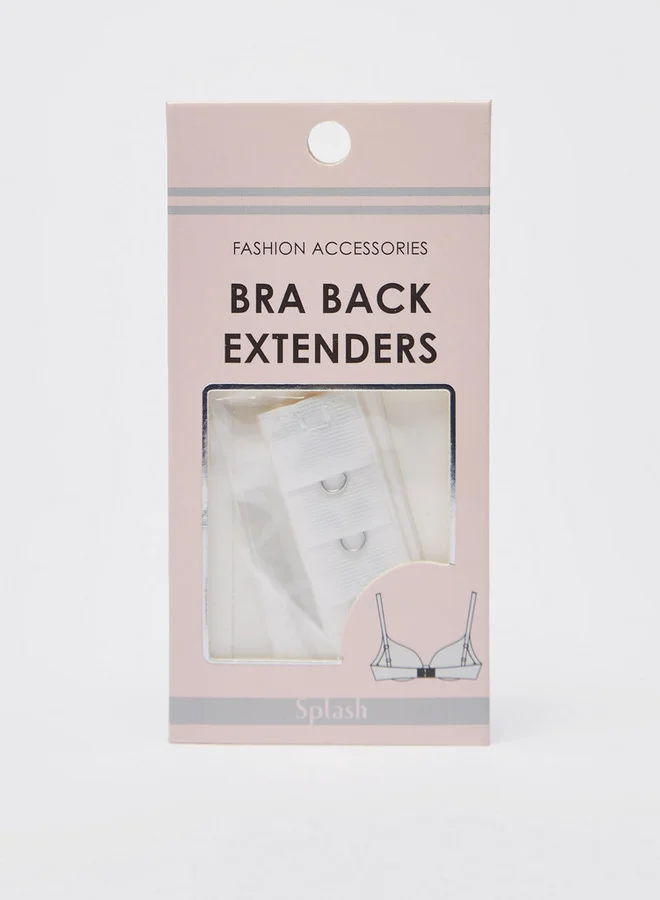 FASHION ACCESSORIES
BRA BACK
EXTENDERS
Splash